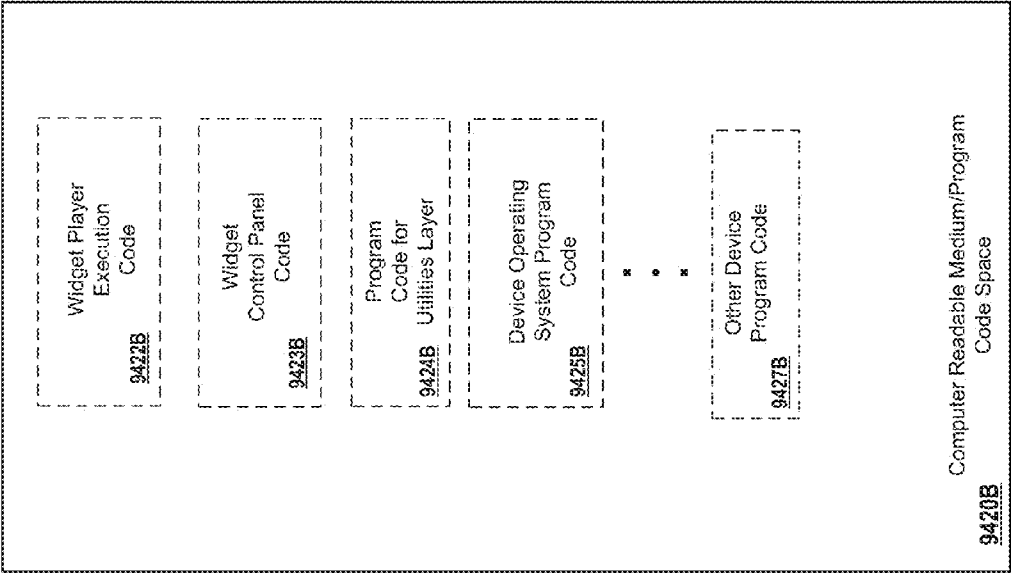 Widget Player
Execution
Code
9422B
Widget
Control Panel
Code
9423B
Program
Code for
Utilities Layer
9424B
Device Operating
System Program
Code
9425B
Other Device
Program Code
9427B
Computer Readable Medium/Program
Code Space
9420B